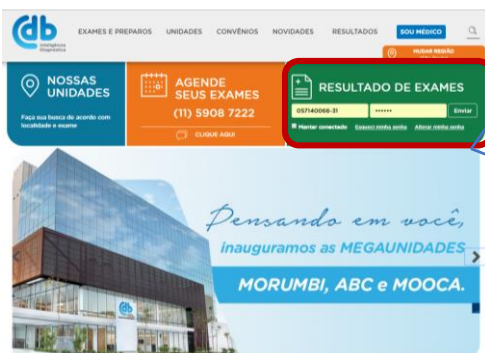 cdb
Inteligência
Diagnóstica
EXAMES E PREPAROS UNIDADES CONVÊNIOS NOVIDADES RESULTADOS SOU MÉDICO
MUDAR REGIÃO
NOSSAS
UNIDADES
Faça sua busca de acordo com
localidade e exame
AGENDE
SEUS EXAMES
(11) 5908 7222
CLIQUE AQUI
RESULTADO DE EXAMES
057140066-31 •••••• Enviar
Manter conectado Esqueci minha senha Alterar minha senha
Pensando em você,
inauguramos as MEGAUNIDADES
MORUMBI, ABC e MOOCA.
cdb